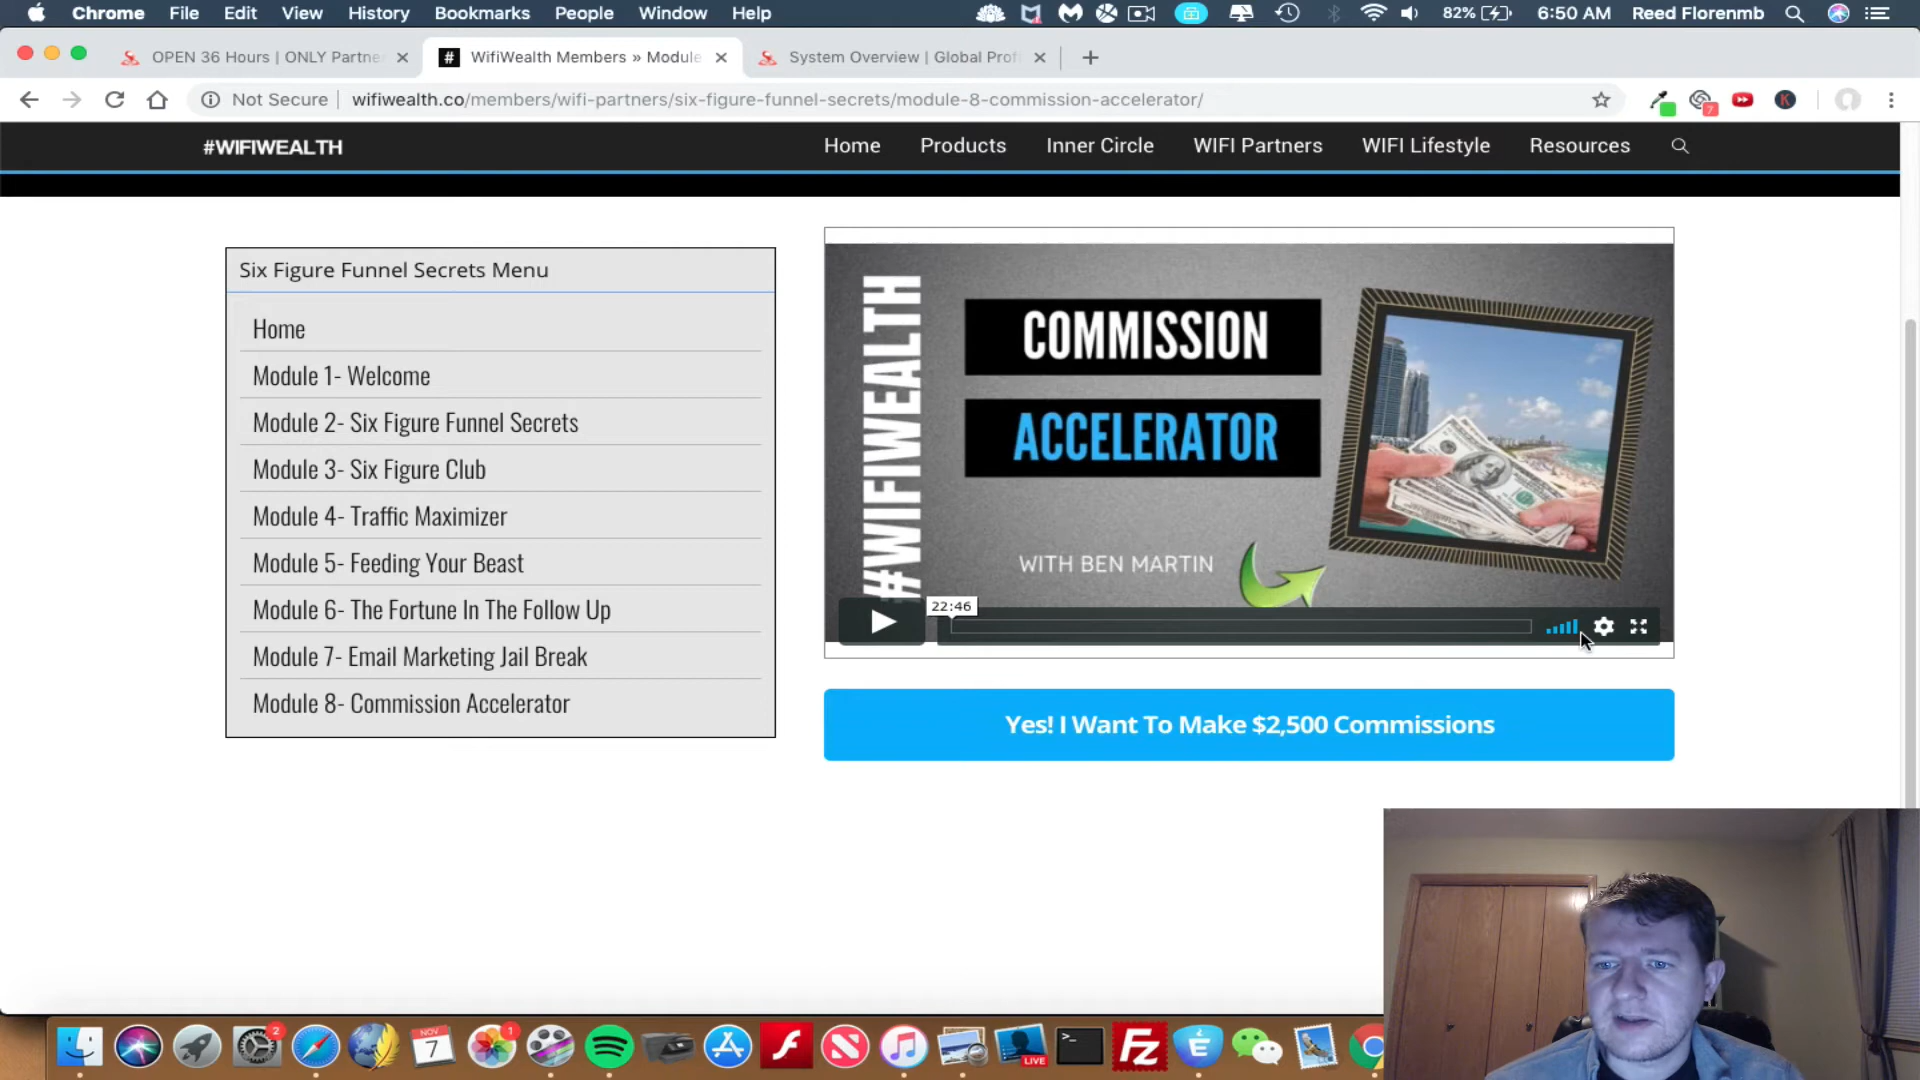 Chrome File Edit View History Bookmarks People Window Help 82% 6:50 AM Reed Florenmb
OPEN 36 Hours | ONLY Partne
# WifiWealth Members » Module
System Overview | Global Prof
Not Secure wifiwealth.co/members/wifi-partners/six-figure-funnel-secrets/module-8-commission-accelerator/
7
#WIFIWEALTH Home Products Inner Circle WIFI Partners WIFI Lifestyle Resources
Six Figure Funnel Secrets Menu
Home
Module 1- Welcome
Module 2- Six Figure Funnel Secrets
Module 3- Six Figure Club
Module 4- Traffic Maximizer
Module 5- Feeding Your Beast
Module 6- The Fortune In The Follow Up
Module 7- Email Marketing Jail Break
Module 8- Commission Accelerator
#WIFIWEALTH
COMMISSION
ACCELERATOR
WITH BEN MARTIN
22:46
Yes! I Want To Make $2,500 Commissions
2
NOV
7
1
LIVE